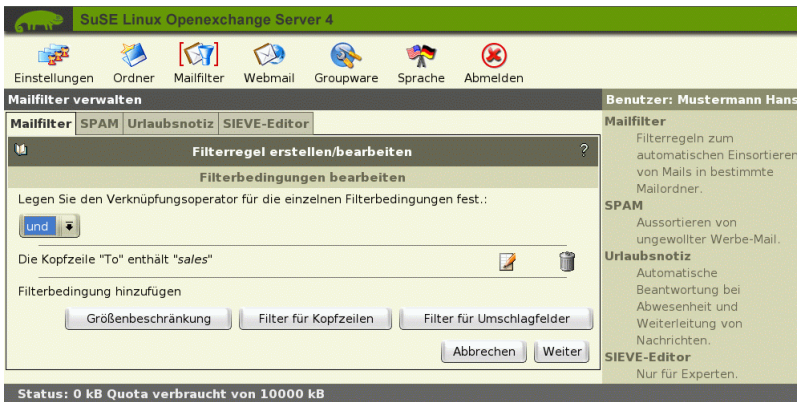 SuSE Linux Openexchange Server 4
Einstellungen Ordner Mailfilter Webmail Groupware Sprache Abmelden
Mailfilter verwalten
Mailfilter SPAM Urlaubsnotiz SIEVE-Editor
Filterregel erstellen/bearbeiten ?
Filterbedingungen bearbeiten
Legen Sie den Verknüpfungsoperator für die einzelnen Filterbedingungen fest.:
und
Die Kopfzeile "To" enthält "sales"
Filterbedingung hinzufügen
Größenbeschränkung Filter für Kopfzeilen Filter für Umschlagfelder
Abbrechen Weiter
Benutzer: Mustermann Hans
Mailfilter
Filterregeln zum
automatischen Einsortieren
von Mails in bestimmte
Mailordner.
SPAM
Aussortieren von
ungewollter Werbe-Mail.
Urlaubsnotiz
Automatische
Beantwortung bei
Abwesenheit und
Weiterleitung von
Nachrichten.
SIEVE-Editor
Nur für Experten.
Status: 0 kB Quota verbraucht von 10000 kB